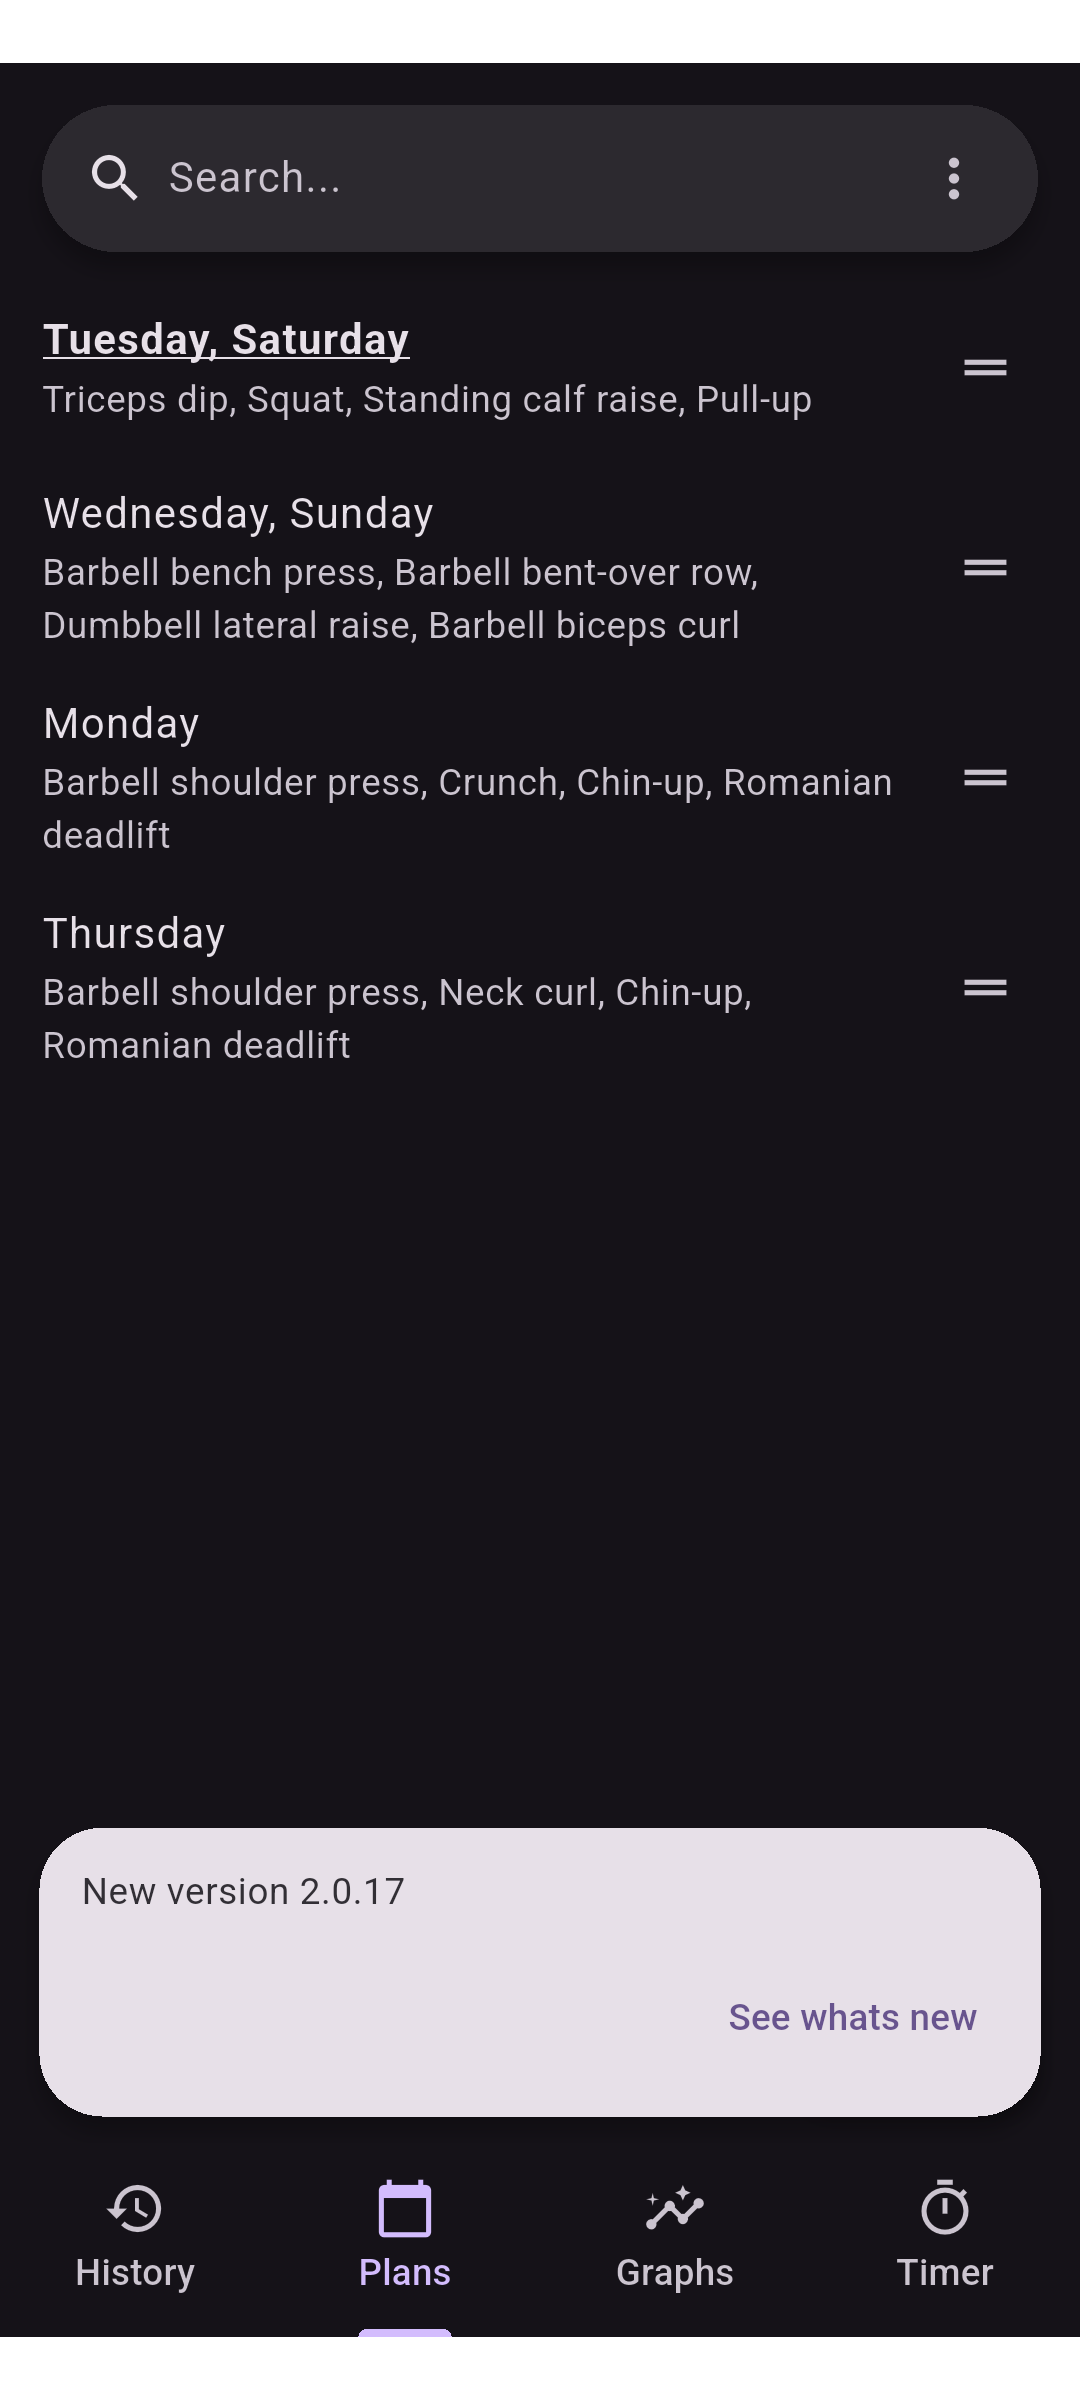 Search...
Tuesday, Saturday
Triceps dip, Squat, Standing calf raise, Pull-up
Wednesday, Sunday
Barbell bench press, Barbell bent-over row,
Dumbbell lateral raise, Barbell biceps curl
Monday
Barbell shoulder press, Crunch, Chin-up, Romanian
deadlift
Thursday
Barbell shoulder press, Neck curl, Chin-up,
Romanian deadlift
New version 2.0.17
See whats new
History
Plans
Graphs
Timer